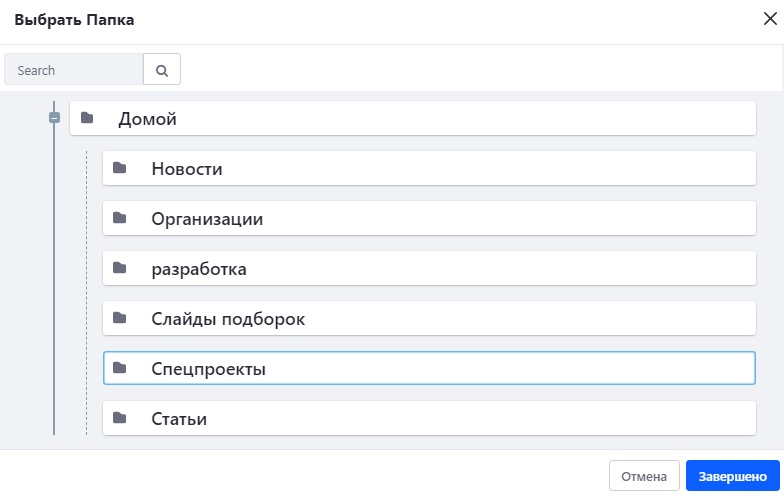 Выбрать Папка
Search
Домой
Новости
Организации
разработка
Слайды подборок
Спецпроекты
Статьи
Отмена
Завершено